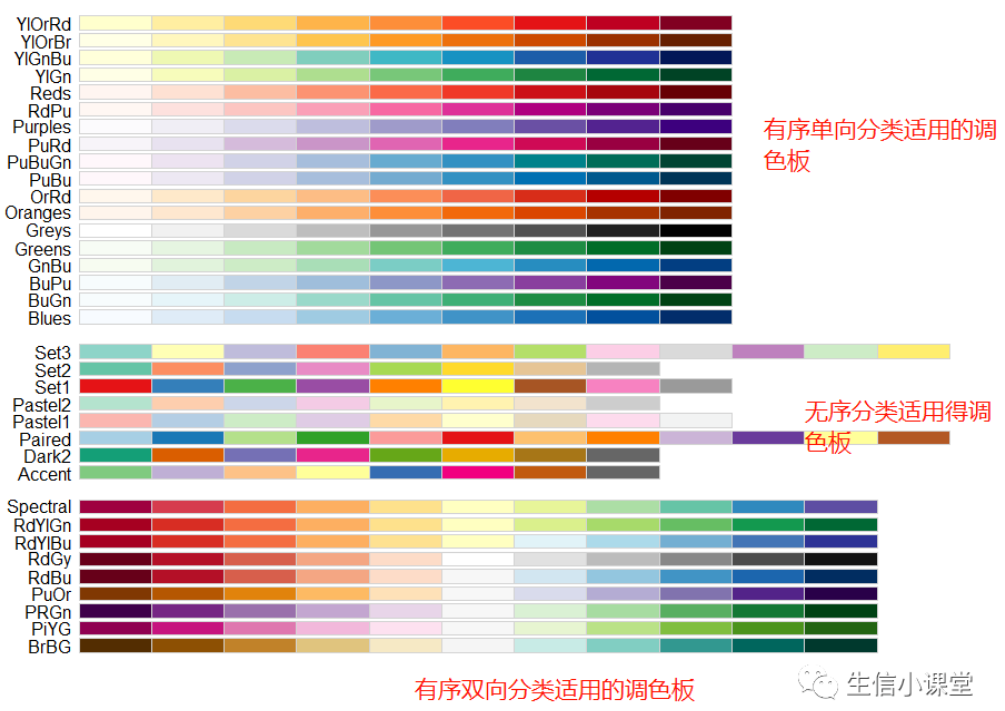 YlOrRd
YlOrBr
YlGnBu
YlGn
Reds
RdPu
Purples
PuRd
PuBuGn
PuBu
OrRd
Oranges
Greys
Greens
GnBu
BuPu
BuGn
Blues
有序单向分类适用的调
色板
Set3
Set2
Set1
Pastel2
Pastel1
Paired
Dark2
Accent
无序分类适用得调
色板
Spectral
RdYlGn
RdYlBu
RdGy
RdBu
PuOr
PRGn
PiYG
BrBG
有序双向分类适用的调色板
生信小课堂